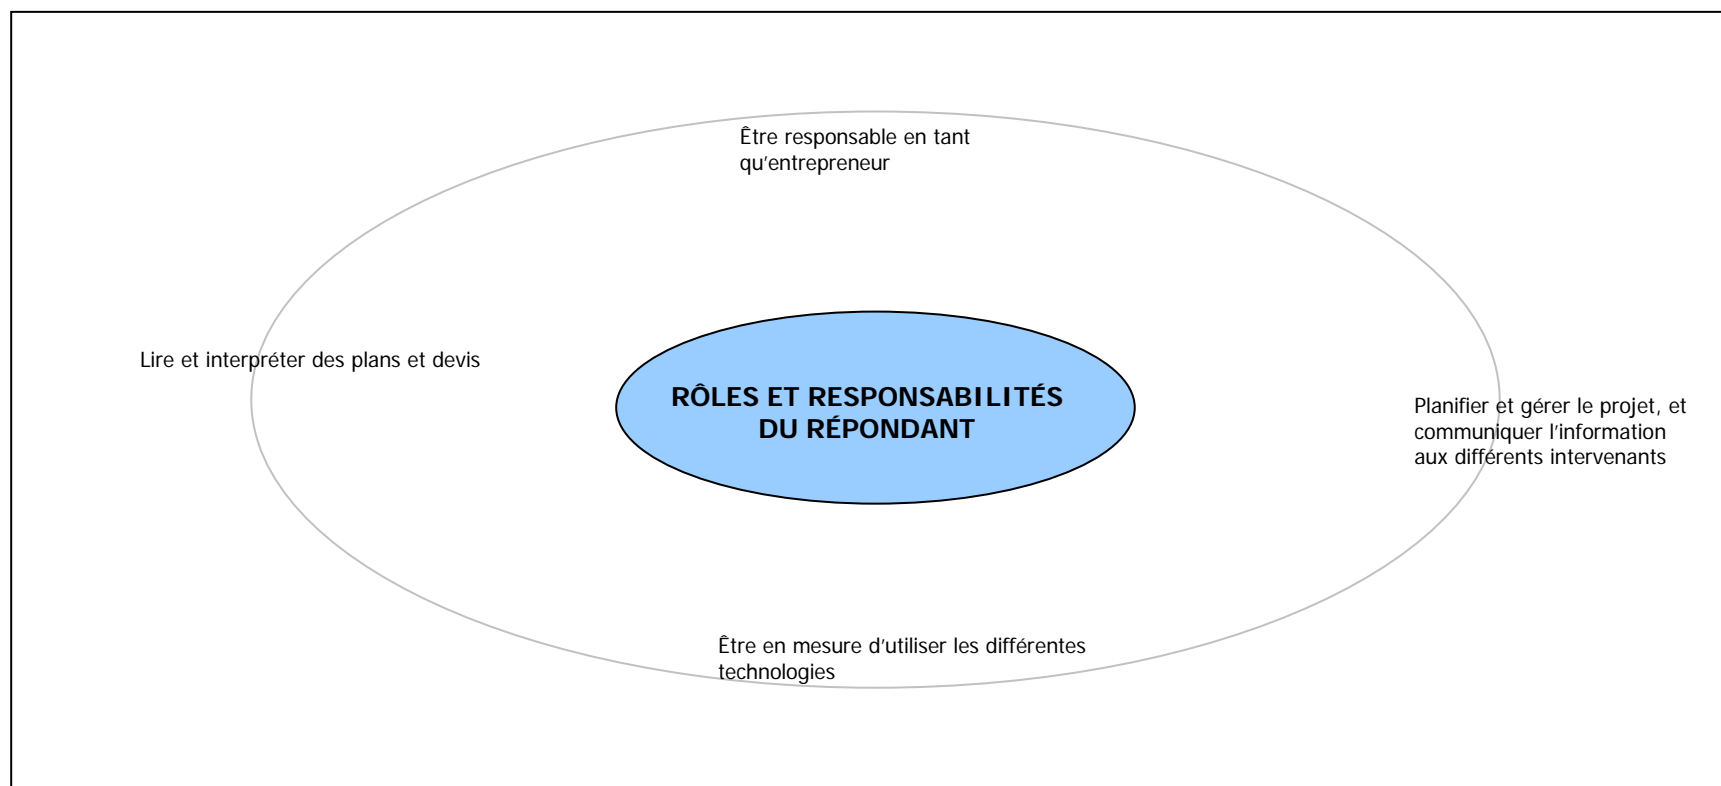 Être responsable en tant
qu'entrepreneur
Lire et interpréter des plans et devis
RÔLES ET RESPONSABILITÉS
DU RÉPONDANT
Planifier et gérer le projet, et
communiquer l'information
aux différents intervenants
Être en mesure d'utiliser les différentes
technologies